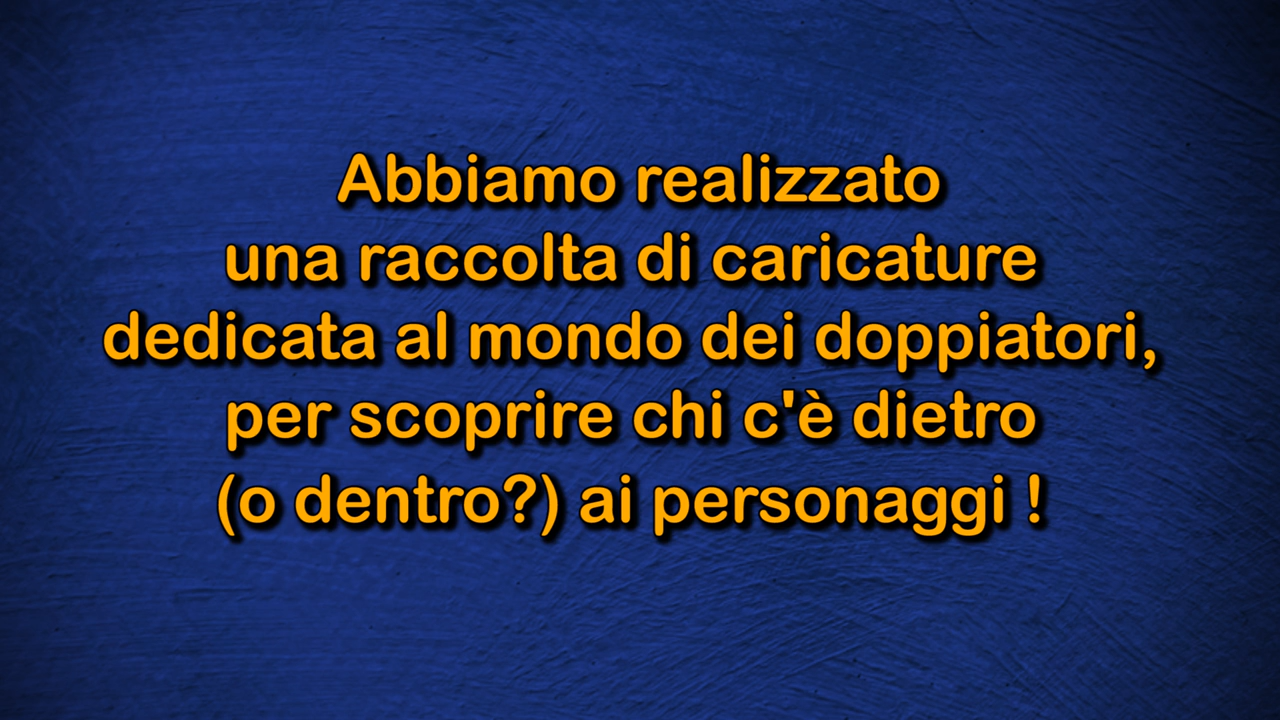 Abbiamo realizzato
una raccolta di caricature
dedicata al mondo dei doppiatori,
per scoprire chi c'è dietro
(o dentro?) ai personaggi !